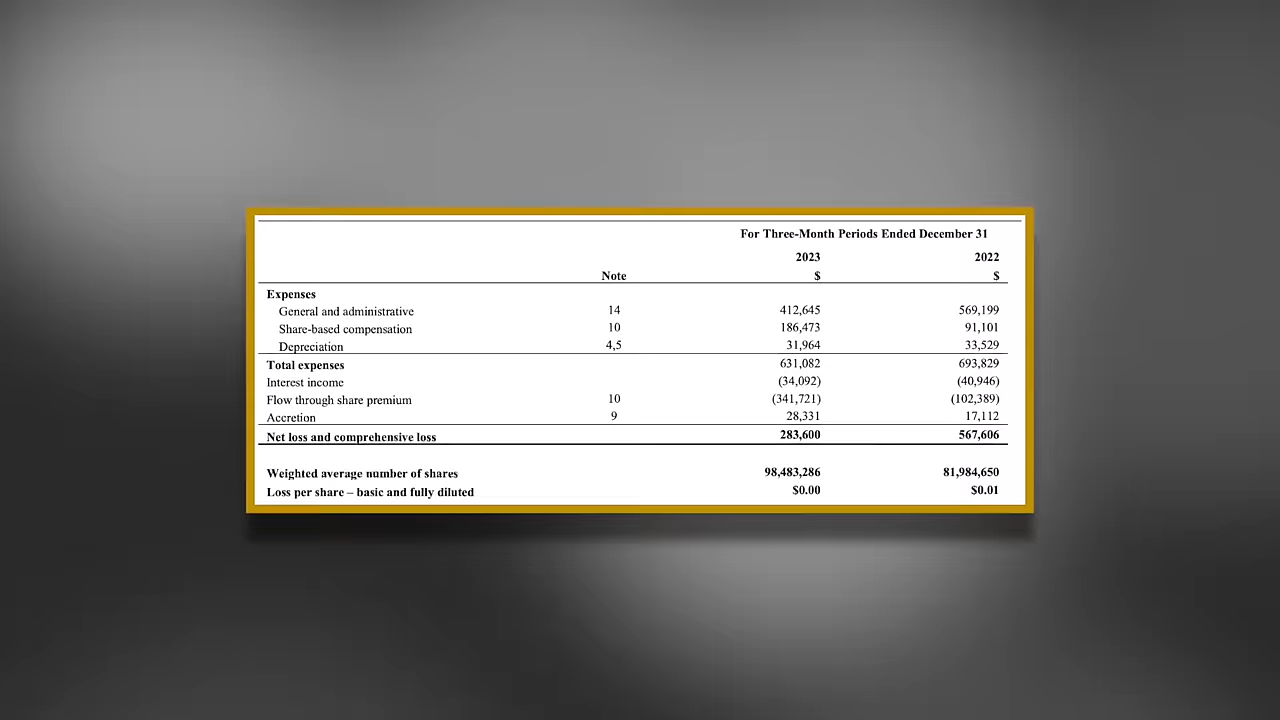 For Three-Month Periods Ended December 31
2023 2022
Note $ $
Expenses
General and administrative 14 412,645 569,199
Share-based compensation 10 186,473 91,101
Depreciation 4,5 31,964 33,529
Total expenses 631,082 693,829
Interest income (34,092) (40,946)
Flow through share premium 10 (341,721) (102,389)
Accretion 9 28,331 17,112
Net loss and comprehensive loss 283,600 567,606
Weighted average number of shares 98,483,286 81,984,650
Loss per share – basic and fully diluted $0.00 $0.01